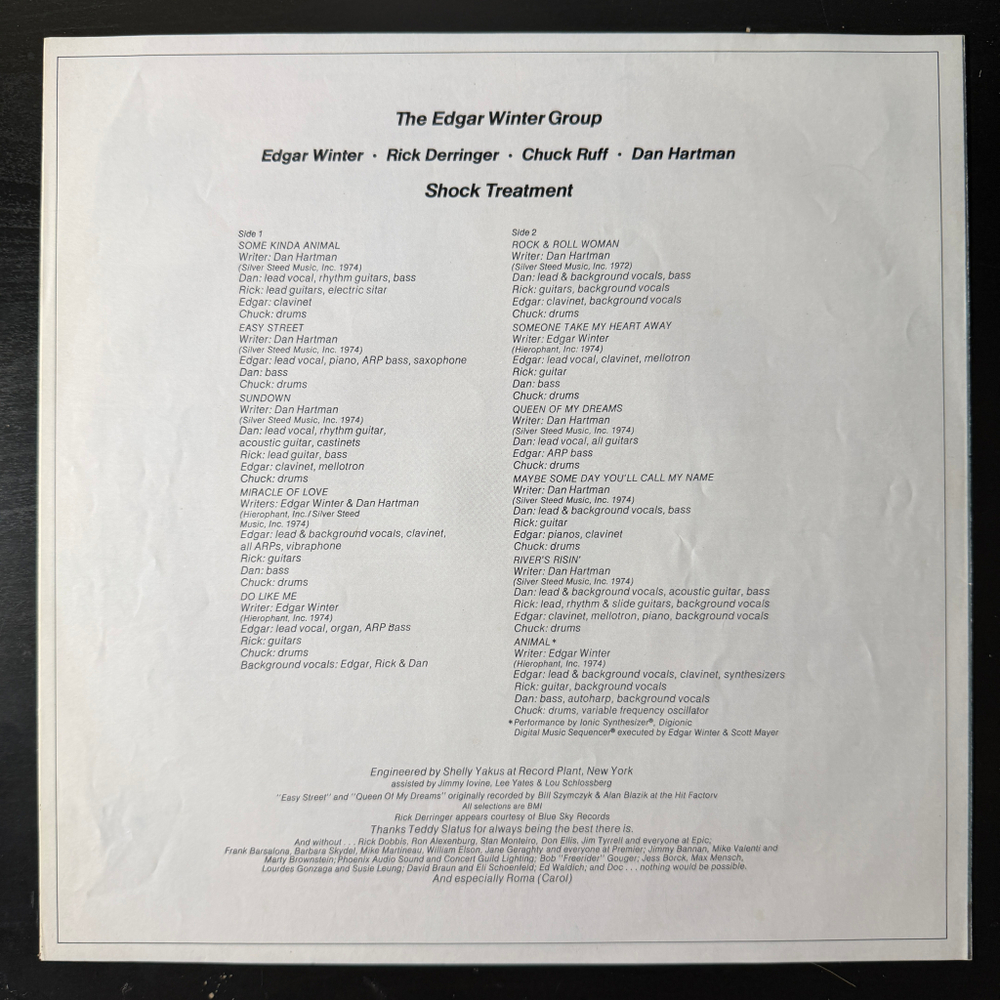 The Edgar Winter Group
Edgar Winter • Rick Derringer • Chuck Ruff • Dan Hartman
Shock Treatment
Side 1
SOME KINDA ANIMAL
Writer: Dan Hartman
(Silver Steed Music, Inc. 1974)
Dan: lead vocal, rhythm guitars, bass
Rick: lead guitars, electric sitar
Edgar: clavinet
Chuck: drums
EASY STREET
Writer: Dan Hartman
(Silver Steed Music, Inc. 1974)
Edgar: lead vocal, piano, ARP bass, saxophone
Dan: bass
Chuck: drums
SUNDOWN
Writer: Dan Hartman
(Silver Steed Music, Inc. 1974)
Dan: lead vocal, rhythm guitar,
acoustic guitar, castinets
Rick: lead guitar, bass
Edgar: clavinet, mellotron
Chuck: drums
MIRACLE OF LOVE
Writers: Edgar Winter & Dan Hartman
(Hierophant, Inc./Silver Steed
Music, Inc. 1974)
Edgar: lead & background vocals, clavinet,
all ARPs, vibraphone
Rick: guitars
Dan: bass
Chuck: drums
DO LIKE ME
Writer: Edgar Winter
(Hierophant, Inc. 1974)
Edgar: lead vocal, organ, ARP Bass
Rick: guitars
Chuck: drums
Background vocals: Edgar, Rick & Dan
Side 2
ROCK & ROLL WOMAN
Writer: Dan Hartman
(Silver Steed Music, Inc. 1972)
Dan: lead & background vocals, bass
Rick: guitars, background vocals
Edgar: clavinet, background vocals
Chuck: drums
SOMEONE TAKE MY HEART AWAY
Writer: Edgar Winter
(Hierophant, Inc. 1974)
Edgar: lead vocal, clavinet, mellotron
Rick: guitar
Dan: bass
Chuck: drums
QUEEN OF MY DREAMS
Writer: Dan Hartman
(Silver Steed Music, Inc. 1974)
Dan: lead vocal, all guitars
Edgar: ARP bass
Chuck: drums
MAYBE SOME DAY YOU'LL CALL MY NAME
Writer: Dan Hartman
(Silver Steed Music, Inc. 1974)
Dan: lead & background vocals, bass
Rick: guitar
Edgar: pianos, clavinet
Chuck: drums
RIVER'S RISIN'
Writer: Dan Hartman
(Silver Steed Music, Inc. 1974)
Dan: lead & background vocals, acoustic guitar, bass
Rick: lead, rhythm & slide guitars, background vocals
Edgar: clavinet, mellotron, piano, background vocals
Chuck: drums
ANIMAL*
Writer: Edgar Winter
(Hierophant, Inc. 1974)
Edgar: lead & background vocals, clavinet, synthesizers
Rick: guitar, background vocals
Dan: bass, autoharp, background vocals
Chuck: drums, variable frequency oscillator
*Performance by Ionic Synthesizer®, Digionic
Digital Music Sequencer® executed by Edgar Winter & Scott Mayer
Engineered by Shelly Yakus at Record Plant, New York
assisted by Jimmy Iovine, Lee Yates & Lou Schlossberg
"Easy Street" and "Queen Of My Dreams" originally recorded by Bill Szymczyk & Alan Blazik at the Hit Factory
All selections are BMI
Rick Derringer appears courtesy of Blue Sky Records
Thanks Teddy Slatus for always being the best there is.
And without . . . Rick Dobbis, Ron Alexenburg, Stan Monteiro, Don Ellis, Jim Tyrrell and everyone at Epic;
Frank Barsalona, Barbara Skydel, Mike Martineau, William Elson, Jane Geraghty and everyone at Premier; Jimmy Bannan, Mike Valenti and
Marty Brownstein; Phoenix Audio Sound and Concert Guild Lighting; Bob "Freerider" Gouger; Jess Borck, Max Mensch,
Lourdes Gonzaga and Susie Leung; David Braun and Eli Schoenfeld; Ed Waldich; and Doc . . . nothing would be possible.
And especially Roma (Carol)